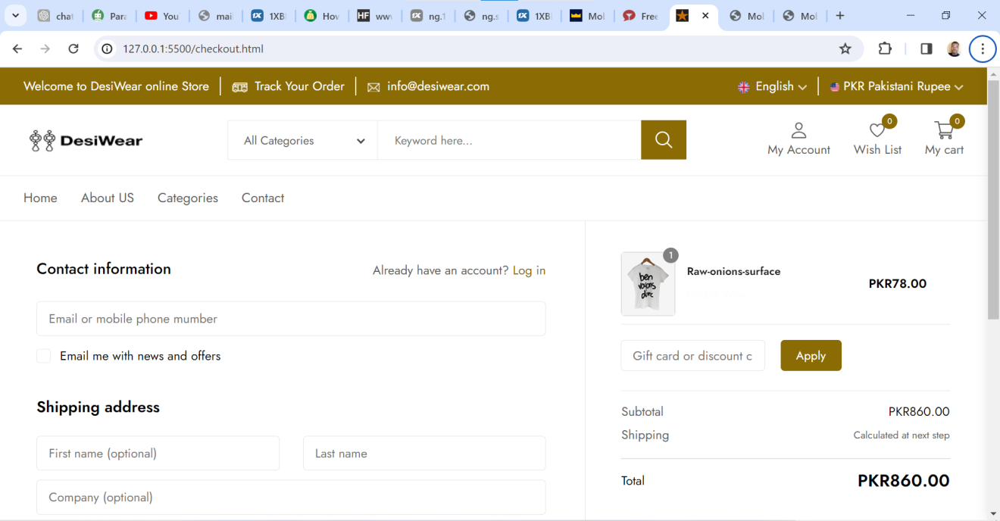 chat
Para
You
mai
1XB
Hov
HF
ng.1
ng.s
1XB
Mol
Free
Mol
Mol
127.0.0.1:5500/checkout.html
Welcome to DesiWear online Store
Track Your Order
info@desiwear.com
English
PKR Pakistani Rupee
DesiWear
All Categories
Keyword here...
My Account
0
Wish List
0
My cart
Home
About US
Categories
Contact
Contact information
Already have an account? Log in
Email or mobile phone mumber
Email me with news and offers
Shipping address
First name (optional)
Last name
Company (optional)
1
ben
Raw-onions-surface
PKR78.00
Gift card or discount c
Apply
Subtotal
PKR860.00
Shipping
Calculated at next step
Total
PKR860.00